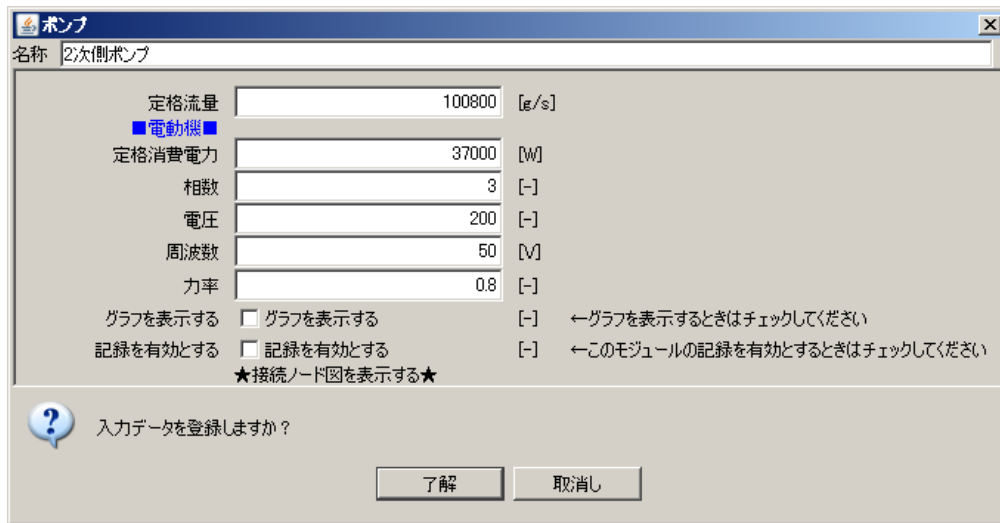 ポンプ
名称 2次側ポンプ
定格流量 100800 [g/s]
■電動機■
定格消費電力 37000 [W]
相数 3 [-]
電圧 200 [-]
周波数 50 [V]
力率 0.8 [-]
グラフを表示する グラフを表示する [-] ←グラフを表示するときはチェックしてください
記録を有効とする 記録を有効とする [-] ←このモジュールの記録を有効とするときはチェックしてください
★接続ノード図を表示する★
入力データを登録しますか？
了解 取消し